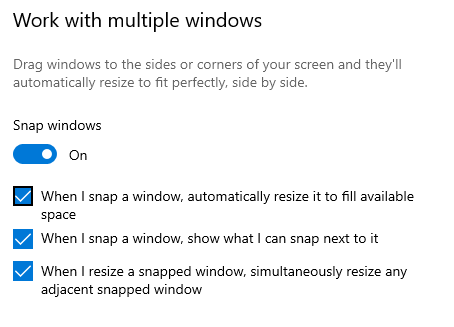 Work with multiple windows
Drag windows to the sides or corners of your screen and they'll
automatically resize to fit perfectly, side by side.
Snap windows
On
When I snap a window, automatically resize it to fill available
space
When I snap a window, show what I can snap next to it
When I resize a snapped window, simultaneously resize any
adjacent snapped window